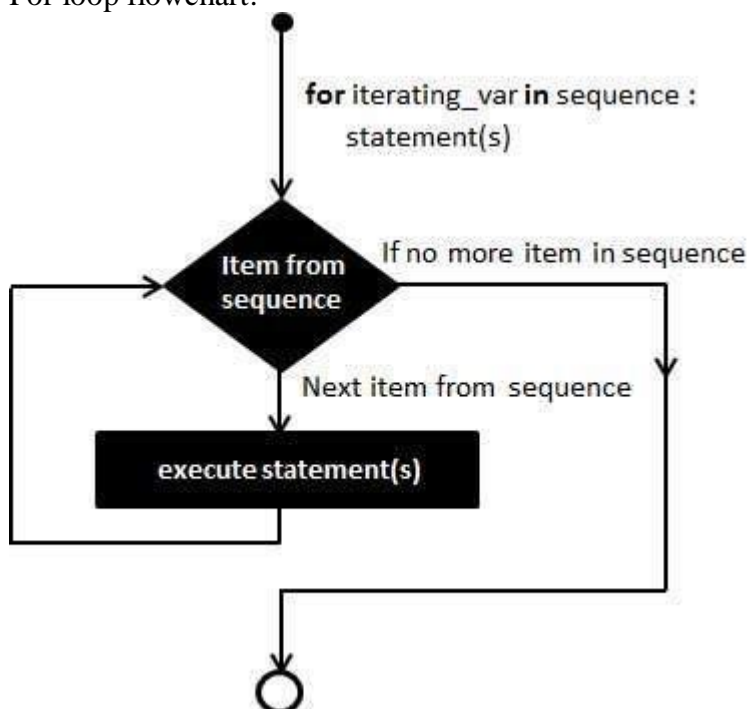 For loop flowchart:
for iterating_var in sequence :
statement(s)
If no more item in sequence
Item from
sequence
Next item from sequence
execute statement(s)